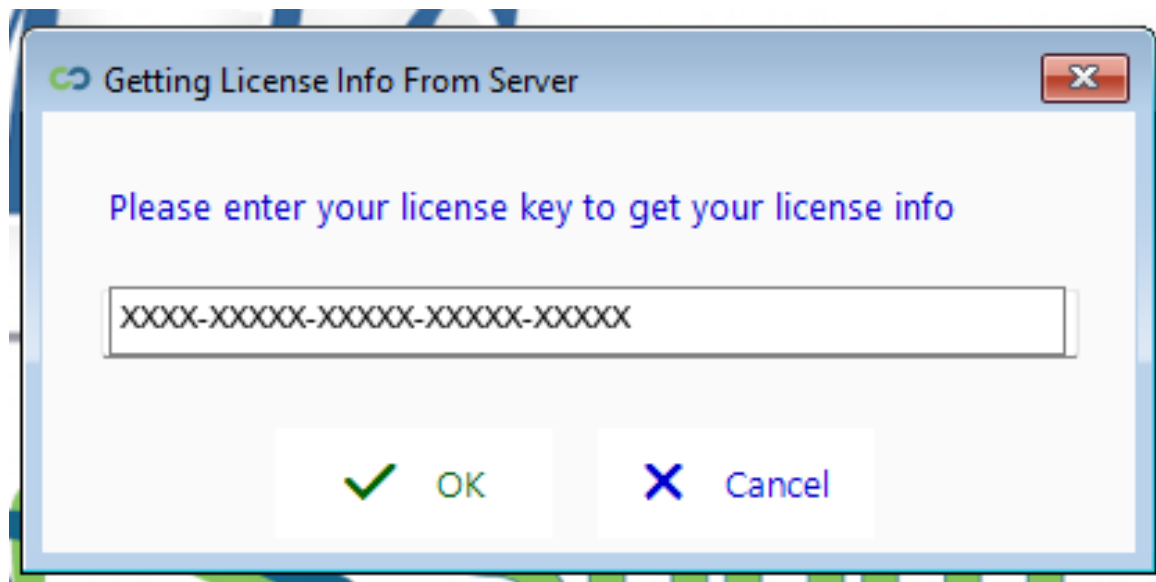 Getting License Info From Server
Please enter your license key to get your license info
XXXX-XXXXX-XXXXX-XXXXX-XXXXX
OK
Cancel